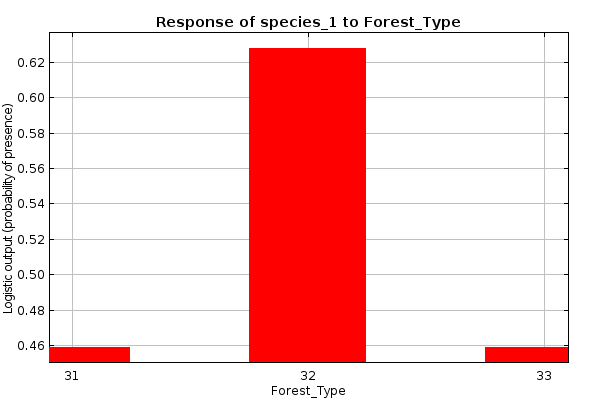 Response of species_1 to Forest_Type
Logistic output (probability of presence)
0.62
0.60
0.58
0.56
0.54
0.52
0.50
0.48
0.46
31 32 33
Forest_Type